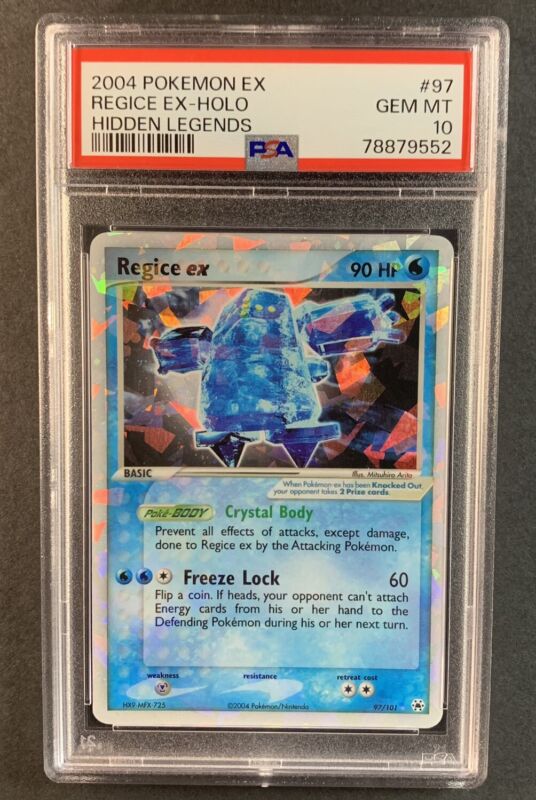 2004 POKEMON EX #97
REGICE EX-HOLO GEM MT
HIDDEN LEGENDS 10
PSA 78879552
Regice ex 90 HP
BASIC Illus. Mitsuhiro Arita
When Pokémon ex has been Knocked Out,
your opponent takes 2 Prize cards.
Poké-BODY Crystal Body
Prevent all effects of attacks, except damage,
done to Regice ex by the Attacking Pokémon.
Freeze Lock 60
Flip a coin. If heads, your opponent can't attach
Energy cards from his or her hand to the
Defending Pokémon during his or her next turn.
weakness resistance retreat cost
HX9-MFX-725 ©2004 Pokémon/Nintendo 97/101
PSA